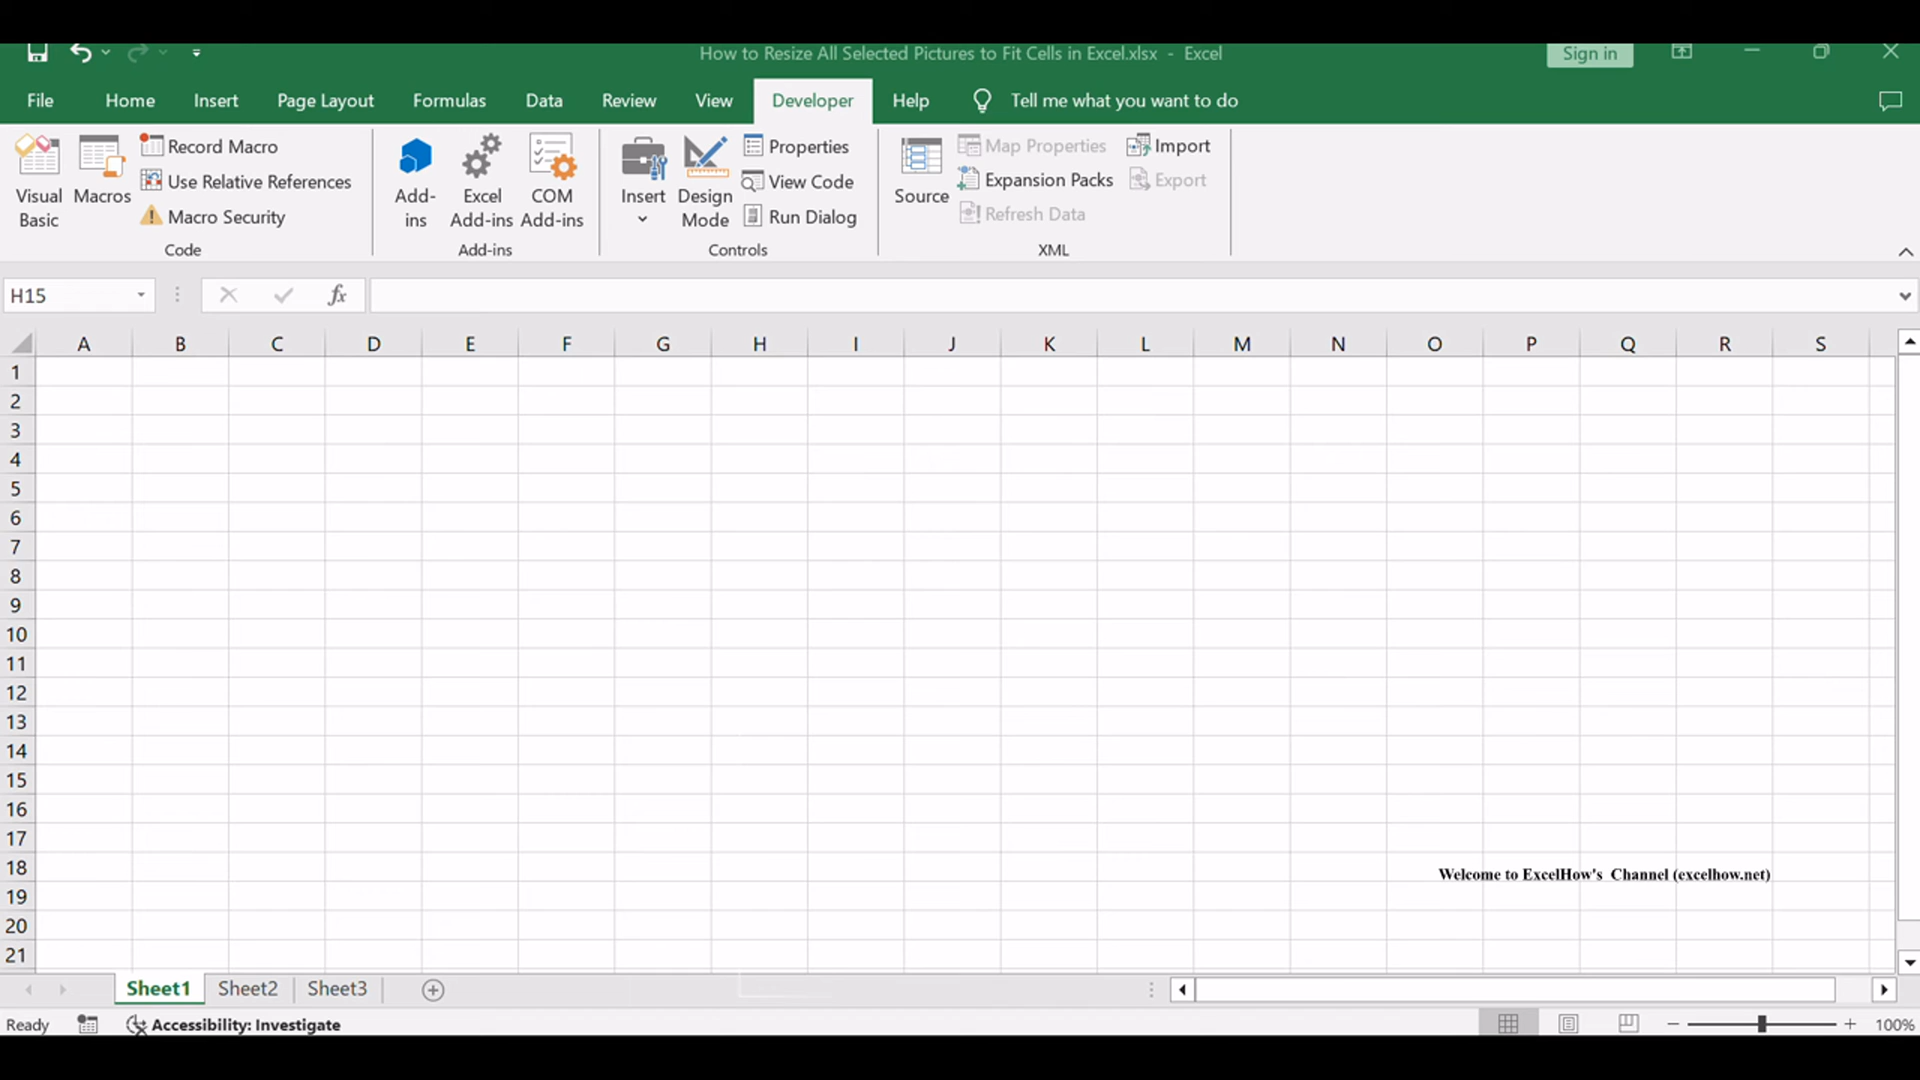 How to Resize All Selected Pictures to Fit Cells in Excel.xlsx - Excel
Sign in
File Home Insert Page Layout Formulas Data Review View Developer Help Tell me what you want to do
Visual Basic
Macros
Record Macro
Use Relative References
Macro Security
Code
Add-ins
Excel Add-ins
COM Add-ins
Add-ins
Insert
Design Mode
Properties
View Code
Run Dialog
Controls
Source
Map Properties
Expansion Packs
Refresh Data
Import
Export
XML
H15
fx
A B C D E F G H I J K L M N O P Q R S
1
2
3
4
5
6
7
8
9
10
11
12
13
14
15
16
17
18
Welcome to ExcelHow's Channel (excelhow.net)
19
20
21
Sheet1 Sheet2 Sheet3
Ready
Accessibility: Investigate
100%